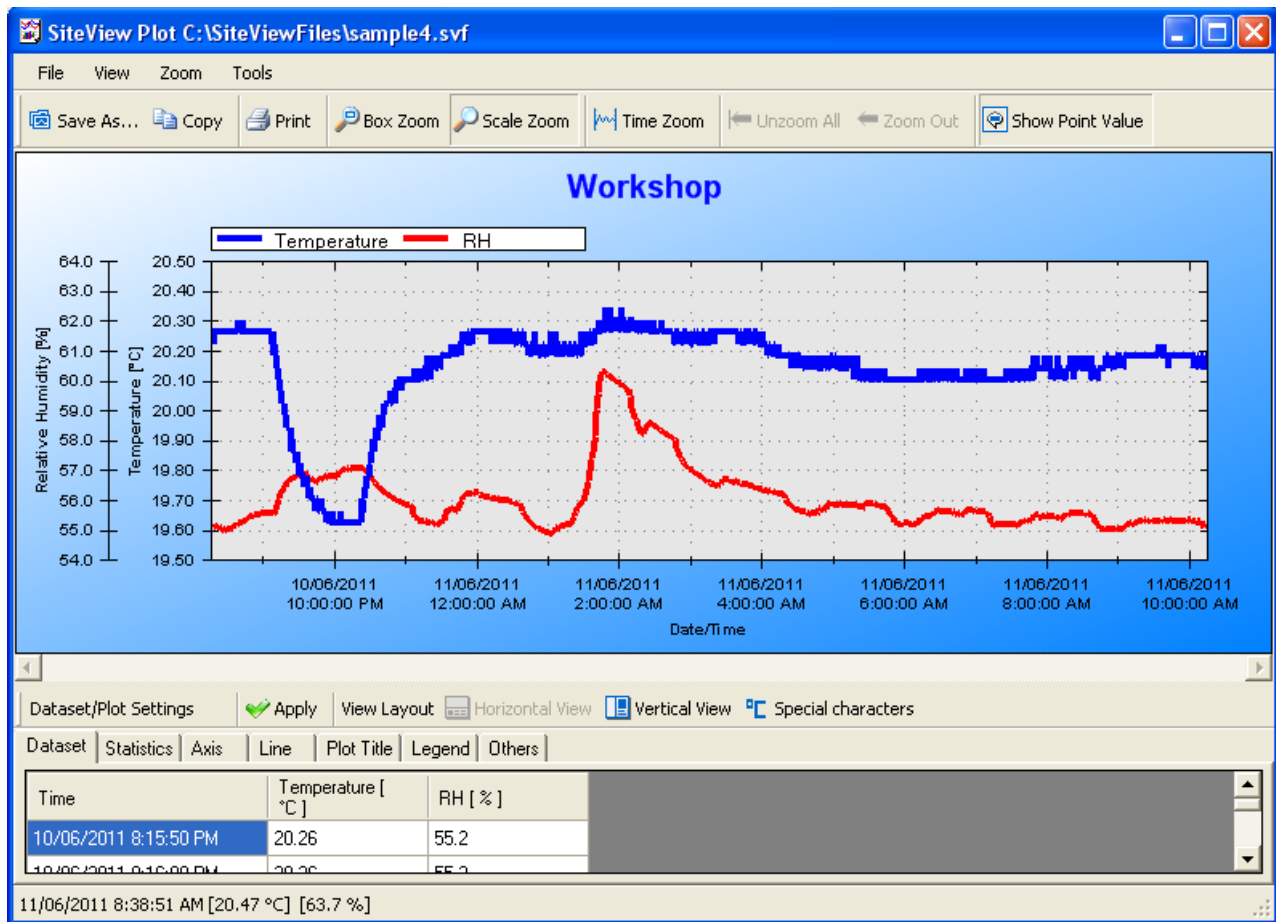 SiteView Plot C:\SiteViewFiles\sample4.svf
File View Zoom Tools
Save As... Copy Print Box Zoom Scale Zoom Time Zoom Unzoom All Zoom Out Show Point Value
Workshop
Temperature RH
Relative Humidity [%]
64.0
63.0
62.0
61.0
60.0
59.0
58.0
57.0
56.0
55.0
54.0
Temperature [°C]
20.50
20.40
20.30
20.20
20.10
20.00
19.90
19.80
19.70
19.60
19.50
10/06/2011 11/06/2011 11/06/2011 11/06/2011 11/06/2011 11/06/2011 11/06/2011
10:00:00 PM 12:00:00 AM 2:00:00 AM 4:00:00 AM 6:00:00 AM 8:00:00 AM 10:00:00 AM
Date/Time
Dataset/Plot Settings Apply View Layout Horizontal View Vertical View °C Special characters
Dataset Statistics Axis Line Plot Title Legend Others
Time Temperature [ °C ] RH [ % ]
10/06/2011 8:15:50 PM 20.26 55.2
11/06/2011 8:38:51 AM [20.47 °C] [63.7 %]